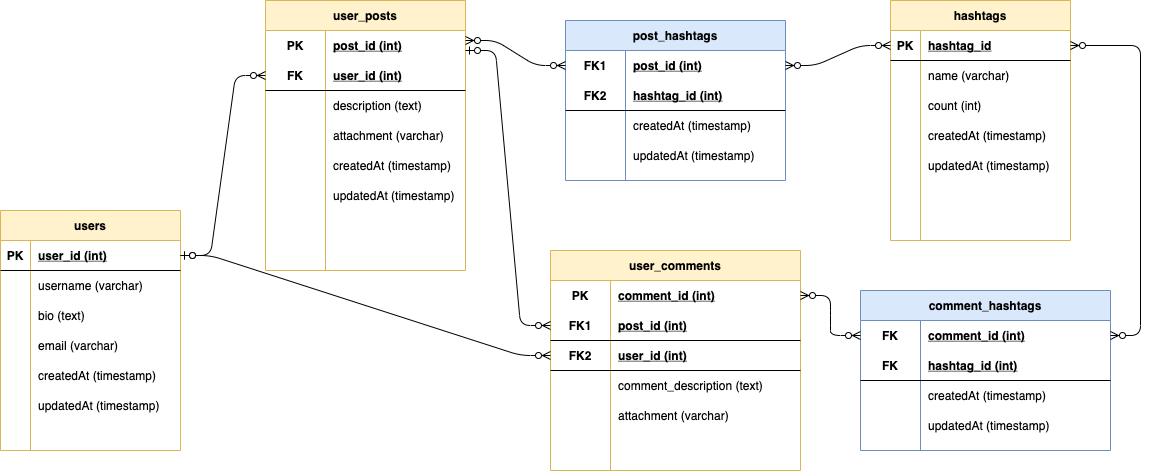 user_posts
PK post_id (int)
FK user_id (int)
description (text)
attachment (varchar)
createdAt (timestamp)
updatedAt (timestamp)
post_hashtags
FK1 post_id (int)
FK2 hashtag_id (int)
createdAt (timestamp)
updatedAt (timestamp)
hashtags
PK hashtag_id
name (varchar)
count (int)
createdAt (timestamp)
updatedAt (timestamp)
users
PK user_id (int)
username (varchar)
bio (text)
email (varchar)
createdAt (timestamp)
updatedAt (timestamp)
user_comments
PK comment_id (int)
FK1 post_id (int)
FK2 user_id (int)
comment_description (text)
attachment (varchar)
comment_hashtags
FK comment_id (int)
FK hashtag_id (int)
createdAt (timestamp)
updatedAt (timestamp)